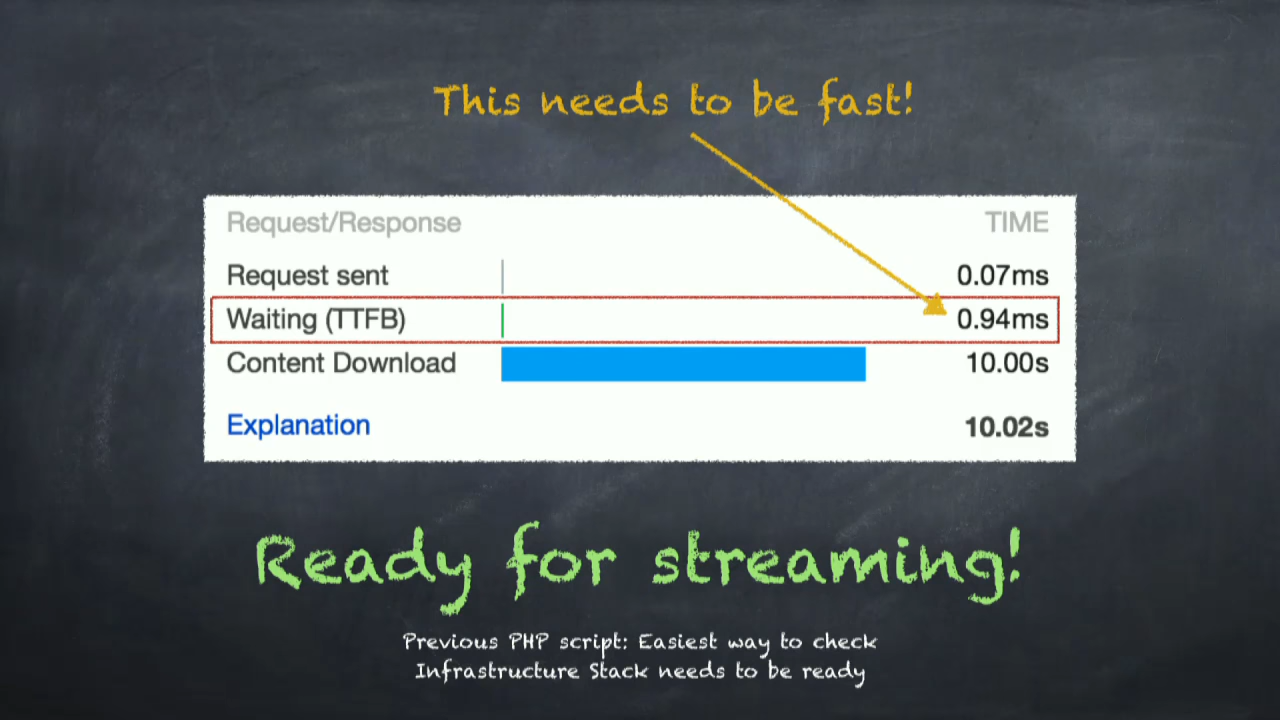 This needs to be fast!
Request/Response TIME
Request sent 0.07ms
Waiting (TTFB) 0.94ms
Content Download 10.00s
Explanation 10.02s
Ready for streaming!
Previous PHP script: Easiest way to check
Infrastructure Stack needs to be ready